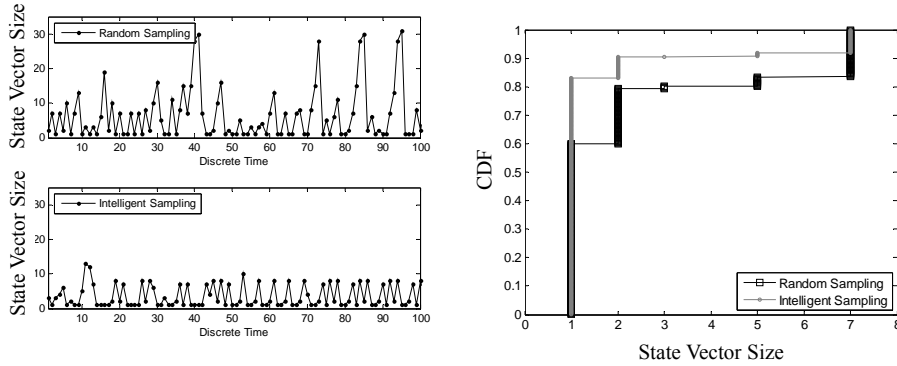 State Vector Size
30
20
10
0
Random Sampling
10 20 30 40 50 60 70 80 90 100
Discrete Time
State Vector Size
30
20
10
0
Intelligent Sampling
0 10 20 30 40 50 60 70 80 90 100
Discrete Time
CDF
1
0.9
0.8
0.7
0.6
0.5
0.4
0.3
0.2
0.1
0
Random Sampling
Intelligent Sampling
0 1 2 3 4 5 6 7 8
State Vector Size